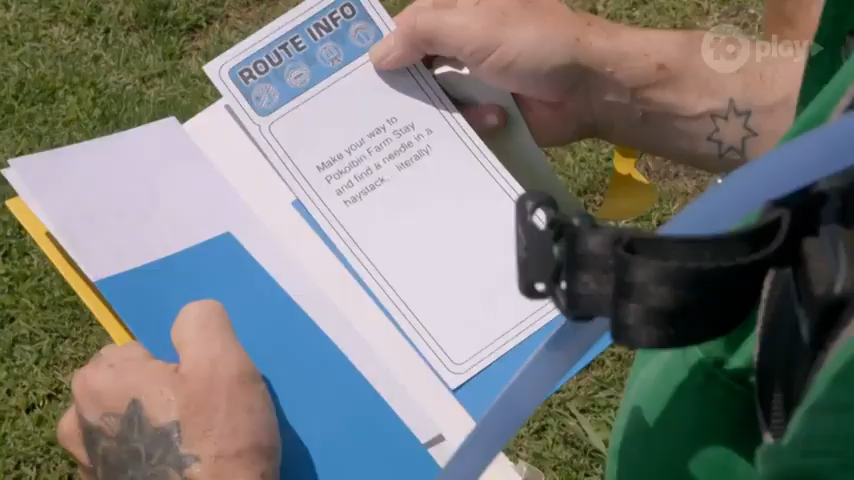 ROUTE INFO
10 play
Make your way to
Pokolbin Farm Stay
and find a needle in a
haystack. literally!